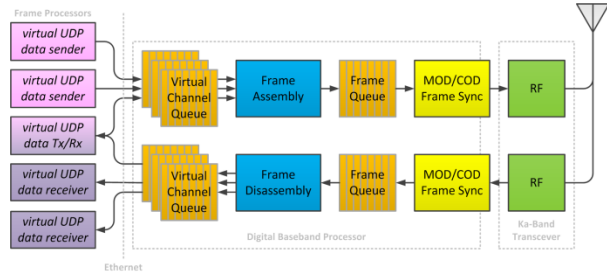 Frame Processors
virtual UDP
data sender
virtual UDP
data sender
virtual UDP
data Tx/Rx
virtual UDP
data receiver
virtual UDP
data receiver
Virtual
Channel
Queue
Frame
Assembly
Frame
Queue
MOD/COD
Frame Sync
RF
Virtual
Channel
Queue
Frame
Disassembly
Frame
Queue
MOD/COD
Frame Sync
RF
Digital Baseband Processor
Ka-Band
Transcever
Ethernet